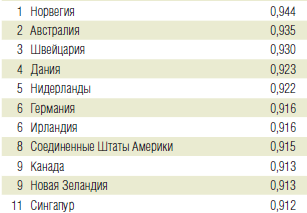 1 Норвегия 0,944
2 Австралия 0,935
3 Швейцария 0,930
4 Дания 0,923
5 Нидерланды 0,922
6 Германия 0,916
6 Ирландия 0,916
8 Соединенные Штаты Америки 0,915
9 Канада 0,913
9 Новая Зеландия 0,913
11 Сингапур 0,912